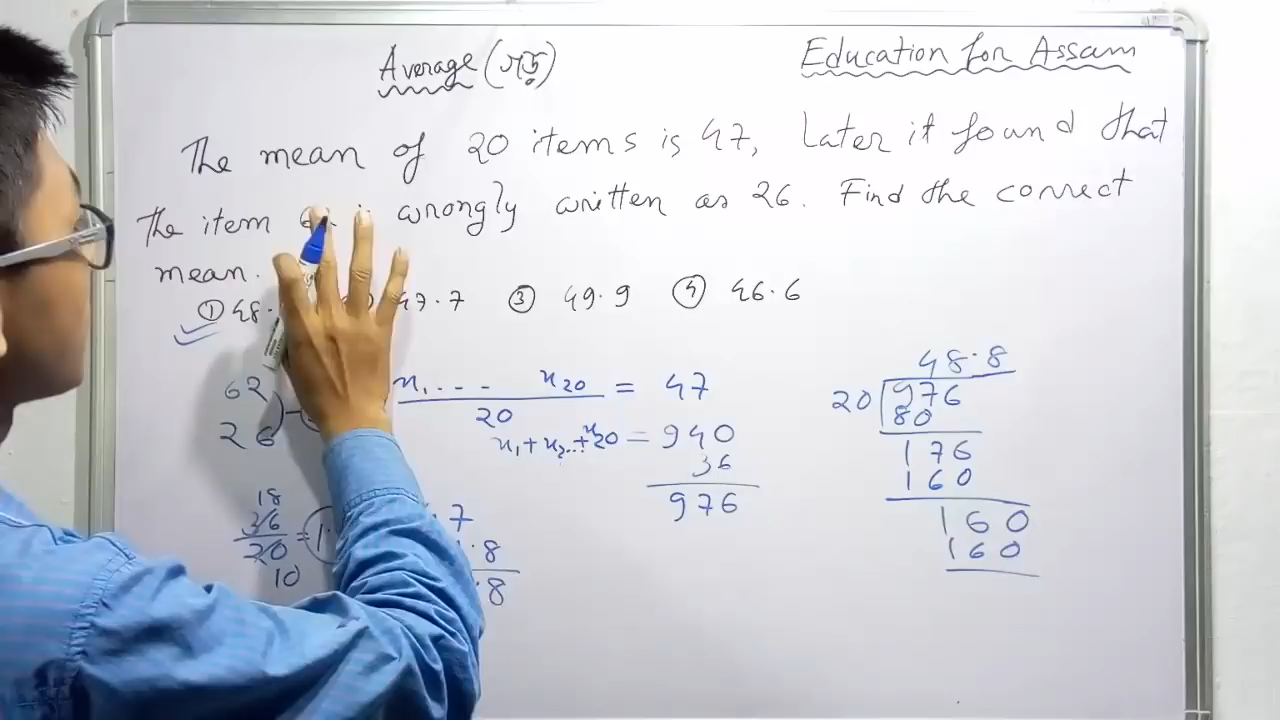 Average (গড়)
Education for Assam
The mean of 20 items is 47, Later it found that
the item wrongly written as 26. Find the correct
mean.
① 48. 47.7 ③ 49.9 ④ 46.6
62
26
x₁ ... x₂₀ = 47
20
x₁ + x₂ ... + x₂₀ = 940
36
976
18
36
20 = 1.
10
.7
.8
.8
48.8
20 976
80
176
160
160
160